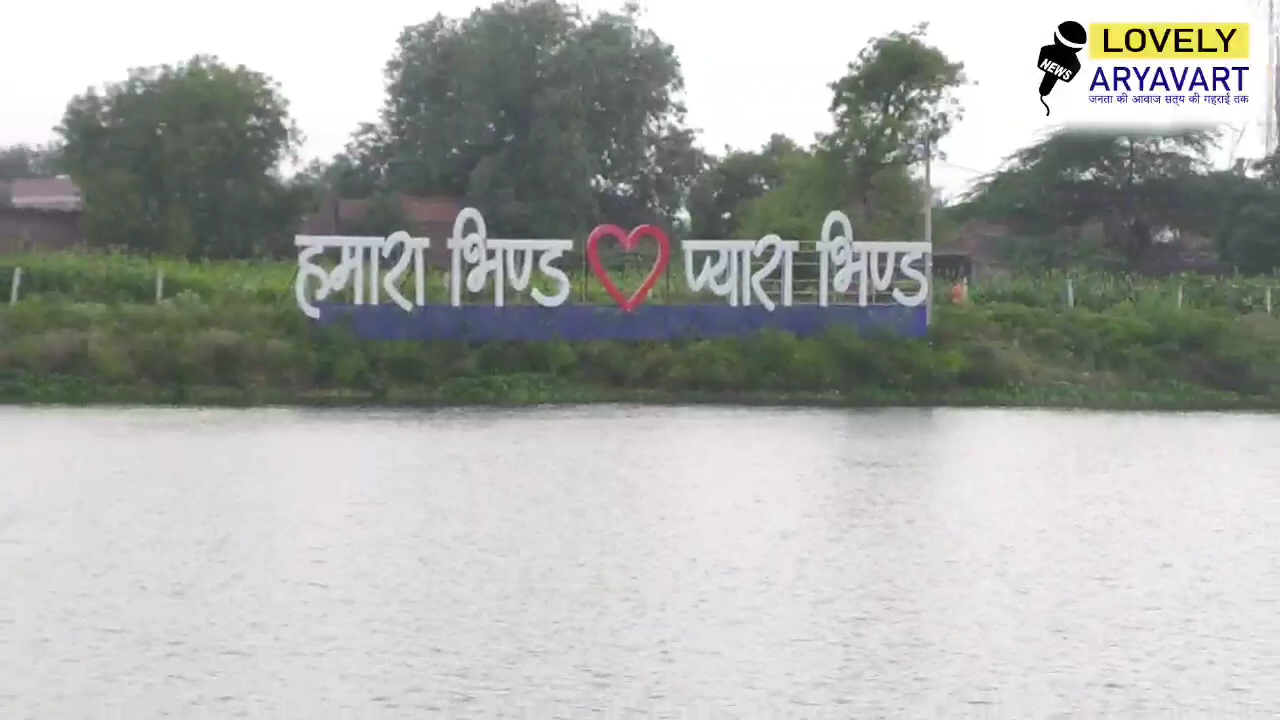 LOVELY
NEWS
ARYAVART
जनता की आवाज सत्य की गहराई तक
हमारा भिण्ड प्यारा भिण्ड